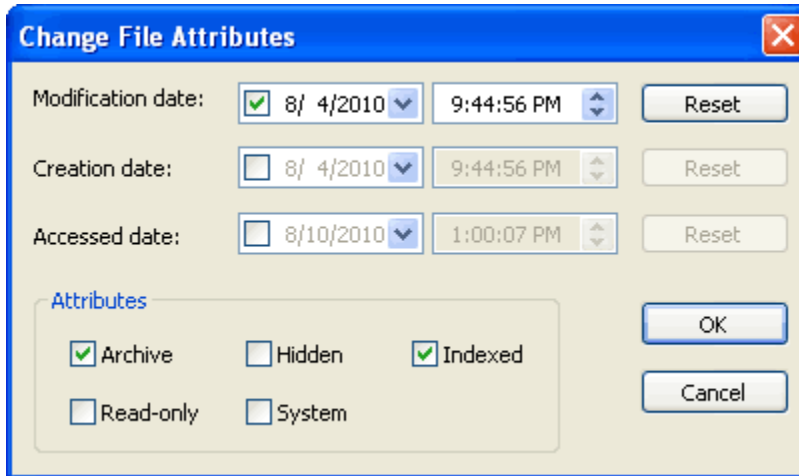 Change File Attributes
Modification date: 8/ 4/2010 9:44:56 PM Reset
Creation date: 8/ 4/2010 9:44:56 PM Reset
Accessed date: 8/10/2010 1:00:07 PM Reset
Attributes
Archive Hidden Indexed
Read-only System
OK
Cancel